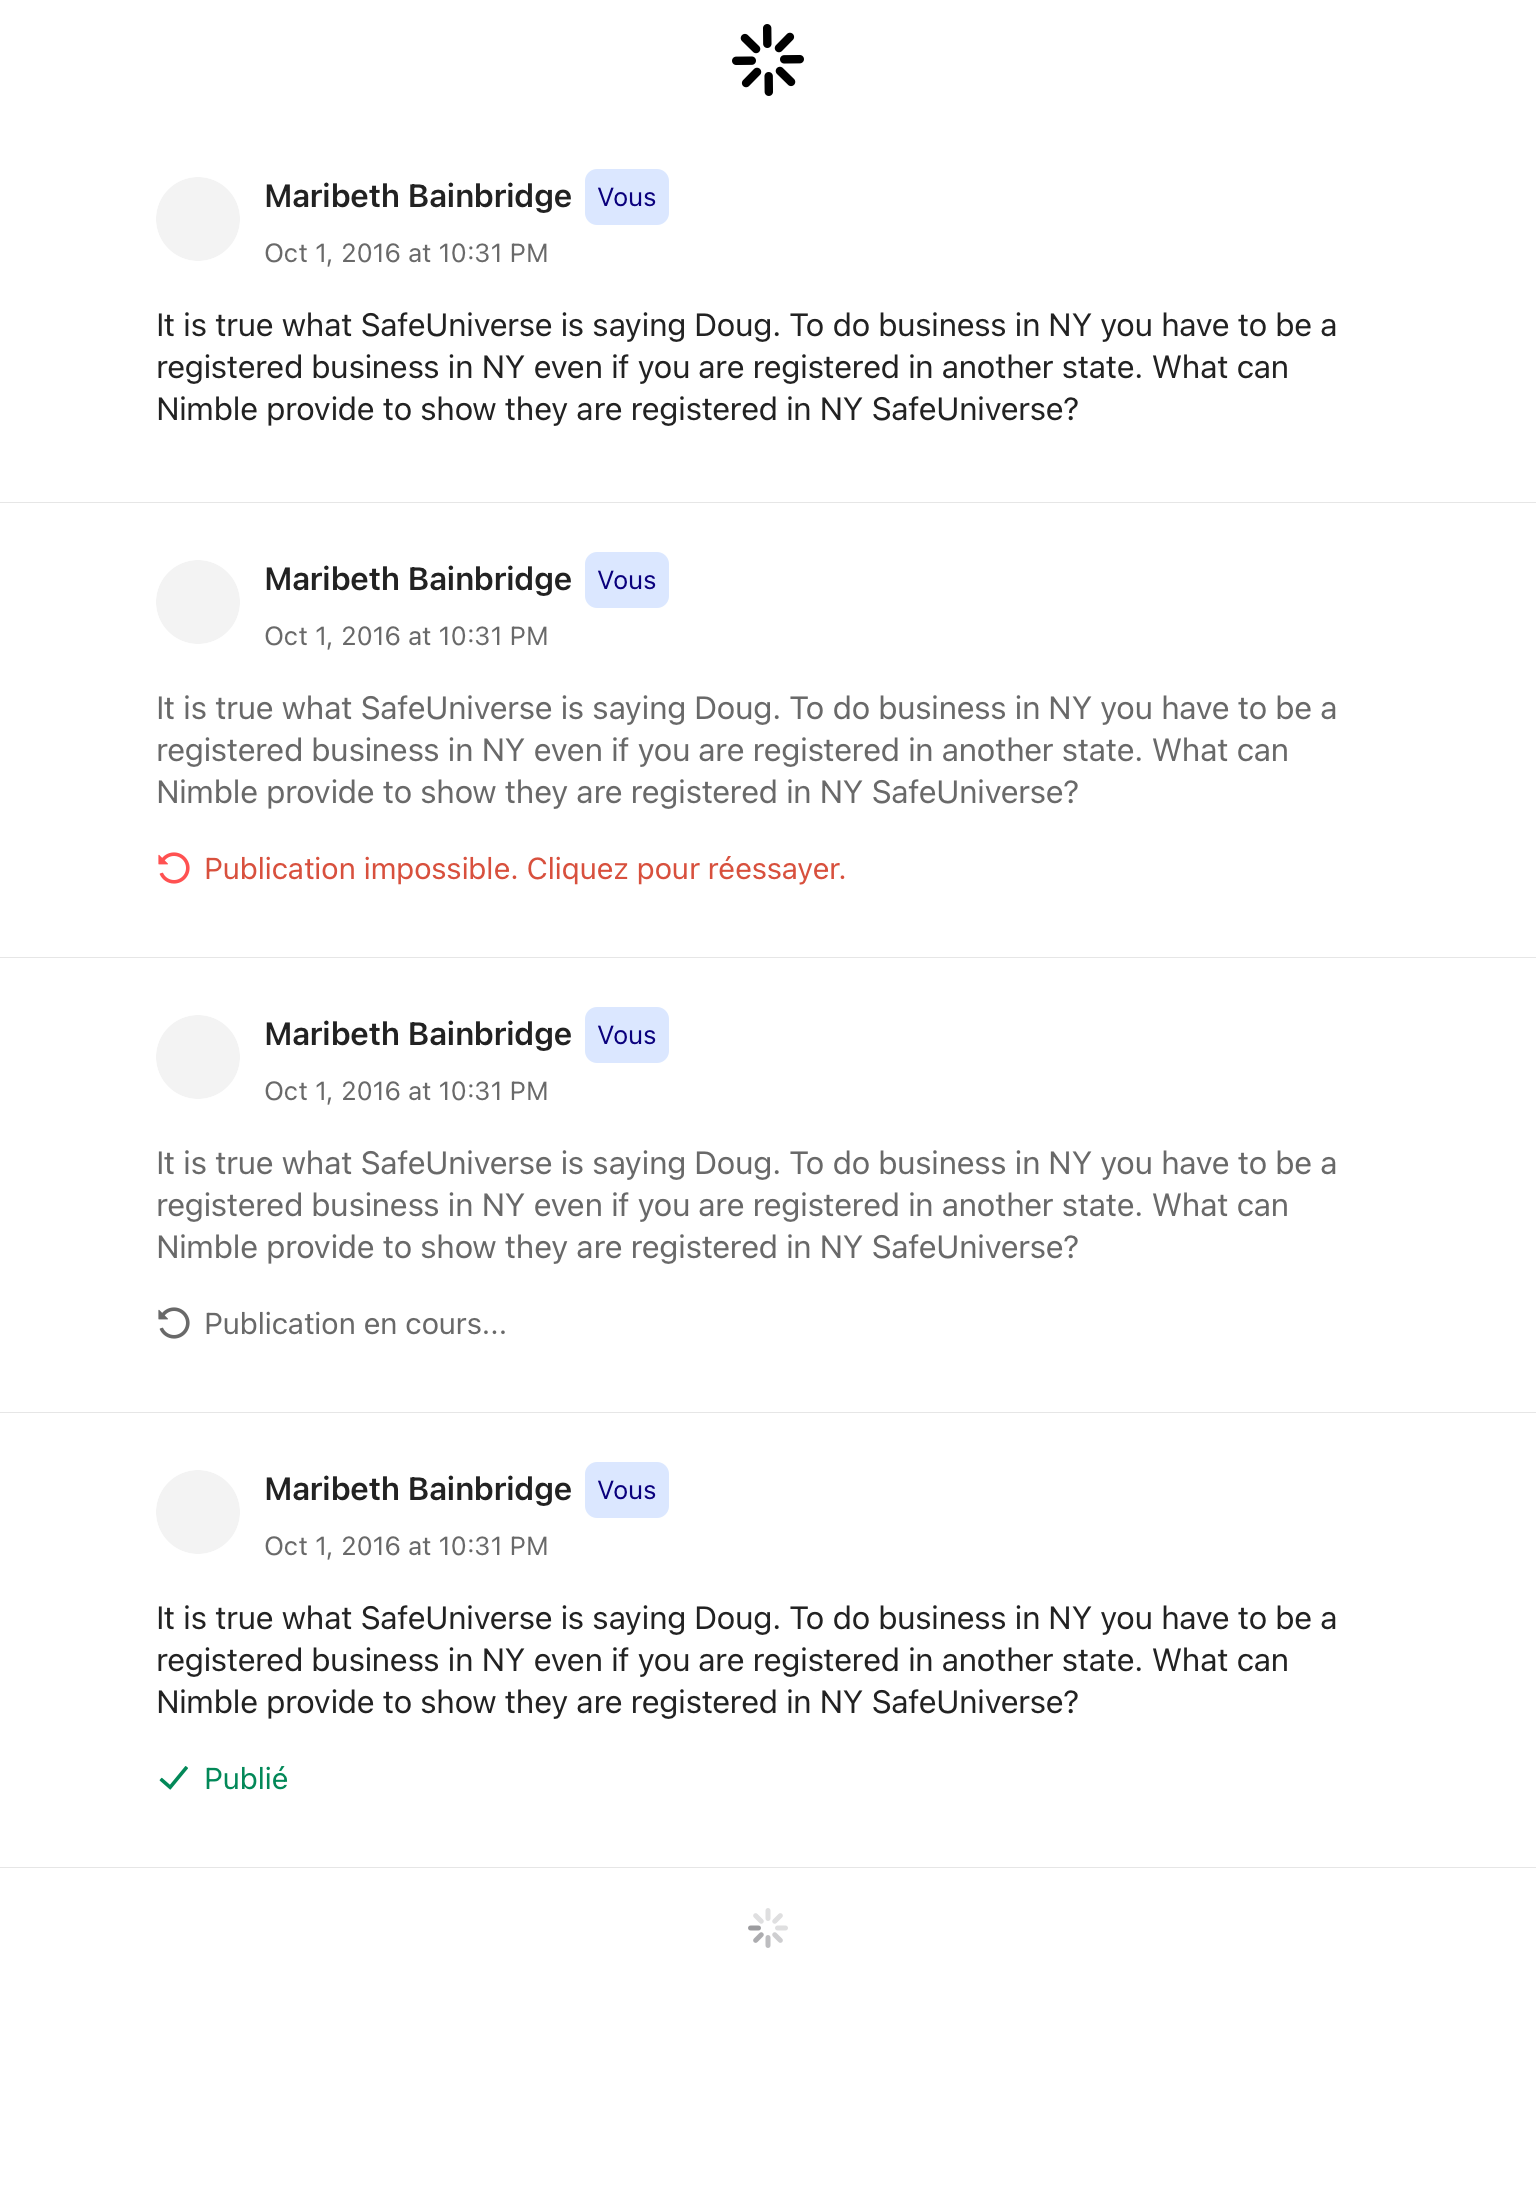 Maribeth Bainbridge Vous
Oct 1, 2016 at 10:31 PM
It is true what SafeUniverse is saying Doug. To do business in NY you have to be a
registered business in NY even if you are registered in another state. What can
Nimble provide to show they are registered in NY SafeUniverse?
Maribeth Bainbridge Vous
Oct 1, 2016 at 10:31 PM
It is true what SafeUniverse is saying Doug. To do business in NY you have to be a
registered business in NY even if you are registered in another state. What can
Nimble provide to show they are registered in NY SafeUniverse?
Publication impossible. Cliquez pour réessayer.
Maribeth Bainbridge Vous
Oct 1, 2016 at 10:31 PM
It is true what SafeUniverse is saying Doug. To do business in NY you have to be a
registered business in NY even if you are registered in another state. What can
Nimble provide to show they are registered in NY SafeUniverse?
Publication en cours...
Maribeth Bainbridge Vous
Oct 1, 2016 at 10:31 PM
It is true what SafeUniverse is saying Doug. To do business in NY you have to be a
registered business in NY even if you are registered in another state. What can
Nimble provide to show they are registered in NY SafeUniverse?
Publié